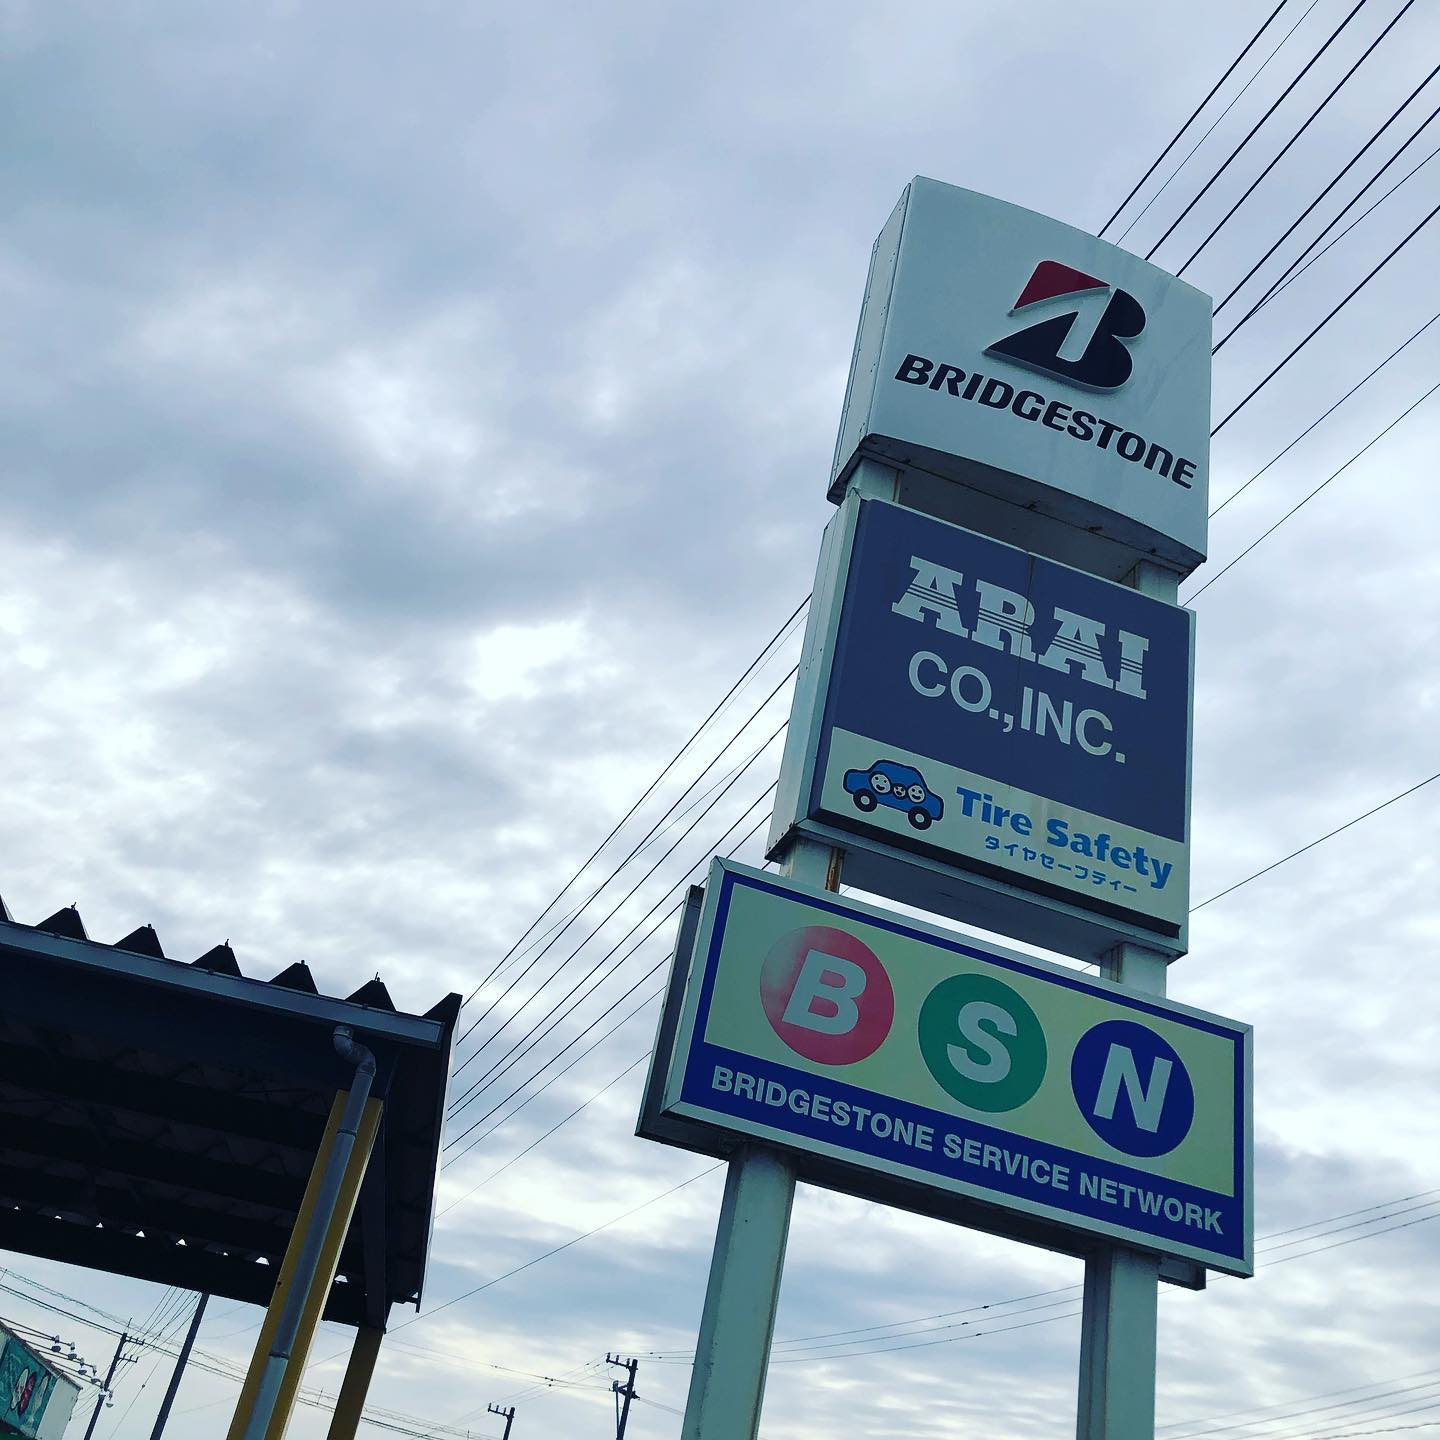 BRIDGESTONE
ARAI
CO.,INC.
Tire Safety
タイヤセーフティー
B S N
BRIDGESTONE SERVICE NETWORK